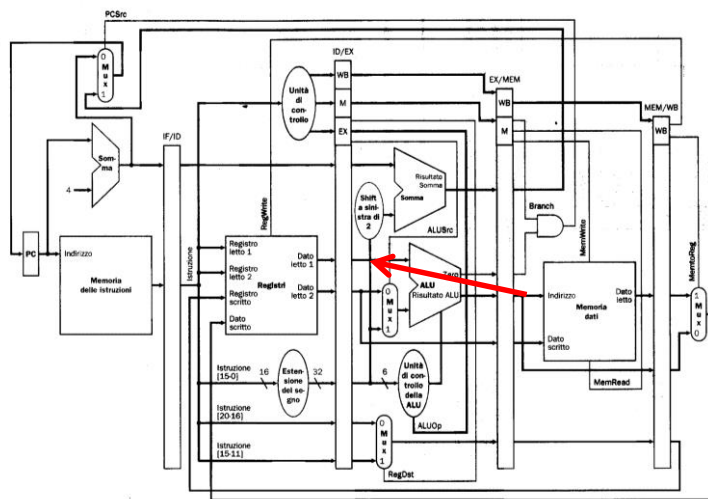 PCSrc
0
M
u
x
1
ID/EX
WB
M
EX
Unità
di con-
trollo
EX/MEM
WB
M
MEM/WB
WB
IF/ID
Som-
ma
4
Risultato
Somma
Somma
Shift
a sini-
stra di
2
Branch
RegWrite
ALUSrc
MemWrite
MemtoReg
PC
Indirizzo
Memoria
delle istruzioni
Istruzione
Registro
letto 1
Registro
letto 2
Registro
scritto
Dato
scritto
Registri
Dato
letto 1
Dato
letto 2
0
M
u
x
1
Zero
ALU
Risultato ALU
Indirizzo
Dato
letto
Memoria
dati
Dato
scritto
MemRead
1
M
u
x
0
Istruzione
[15-0]
16
Esten-
sione
del se-
gno
32
6
Unità
di con-
trollo
della
ALU
ALUOp
Istruzione
[20-16]
Istruzione
[15-11]
0
M
u
x
1
RegDst